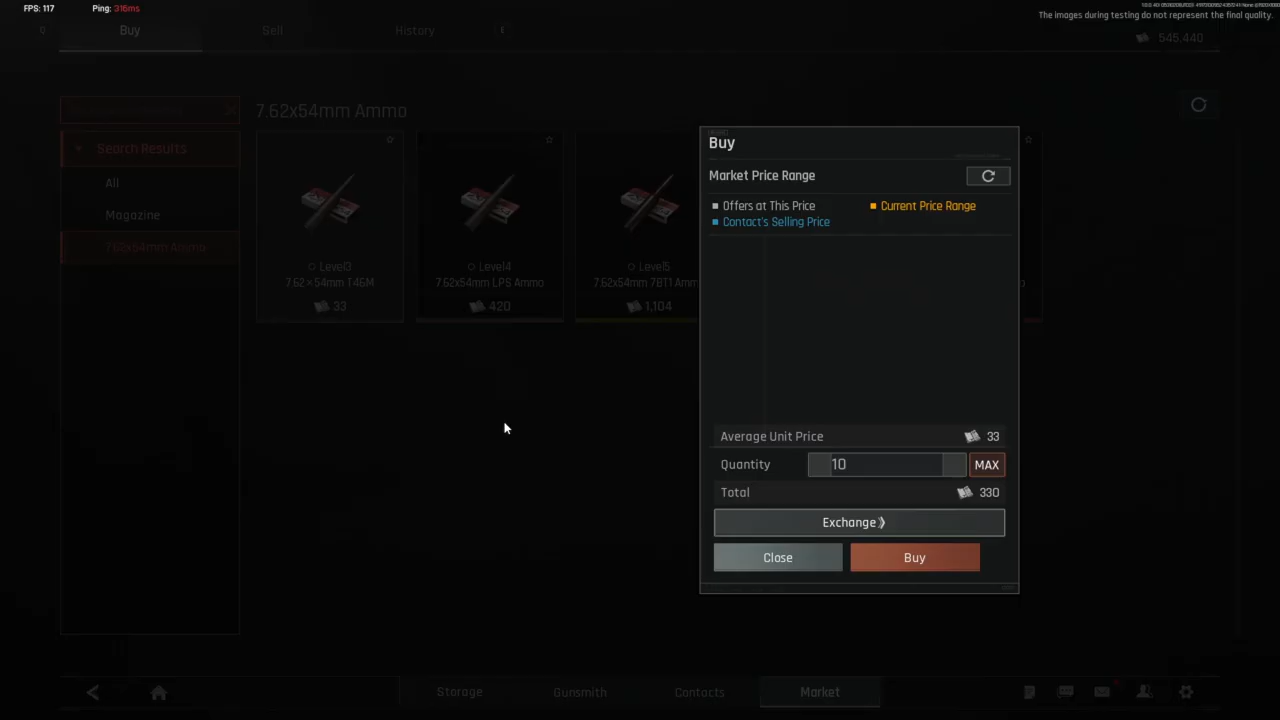 FPS: 117 Ping: 316ms
The images during testing do not represent the final quality.
Q Buy Sell History E
545,440
7.62x54mm Ammo
Search Results
All
Magazine
7.62x54mm Ammo
Level3
7.62×54mm T46M
33
Level4
7.62x54mm LPS Ammo
420
Level5
7.62x54mm 7BT1 Amm
1,104
Buy
Market Price Range
Offers at This Price
Current Price Range
Contact's Selling Price
Average Unit Price 33
Quantity 10 MAX
Total 330
Exchange
Close Buy
Storage Gunsmith Contacts Market